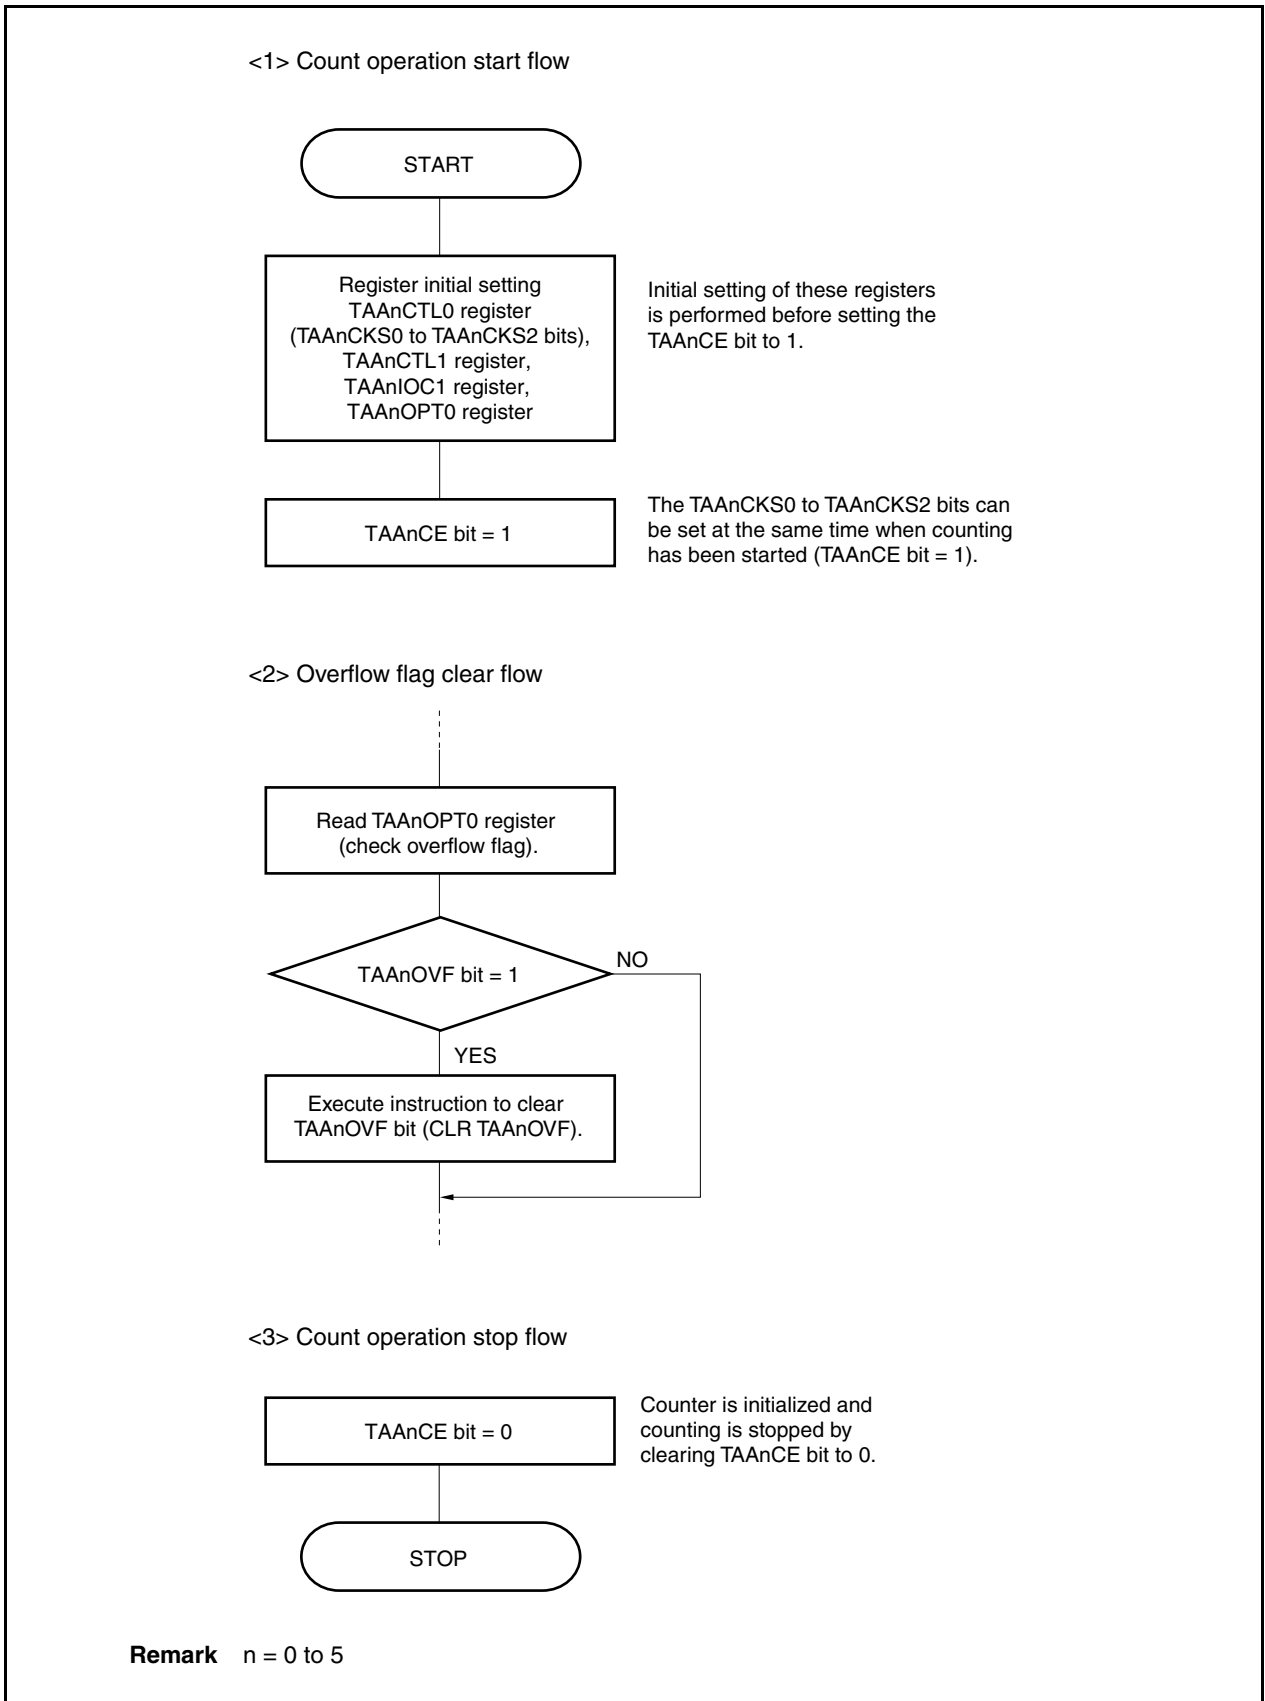 <1> Count operation start flow
START
Register initial setting
TAAnCTL0 register
(TAAnCKS0 to TAAnCKS2 bits),
TAAnCTL1 register,
TAAnIOC1 register,
TAAnOPT0 register
Initial setting of these registers
is performed before setting the
TAAnCE bit to 1.
TAAnCE bit = 1
The TAAnCKS0 to TAAnCKS2 bits can
be set at the same time when counting
has been started (TAAnCE bit = 1).
<2> Overflow flag clear flow
Read TAAnOPT0 register
(check overflow flag).
TAAnOVF bit = 1
NO
YES
Execute instruction to clear
TAAnOVF bit (CLR TAAnOVF).
<3> Count operation stop flow
TAAnCE bit = 0
Counter is initialized and
counting is stopped by
clearing TAAnCE bit to 0.
STOP
Remark n = 0 to 5